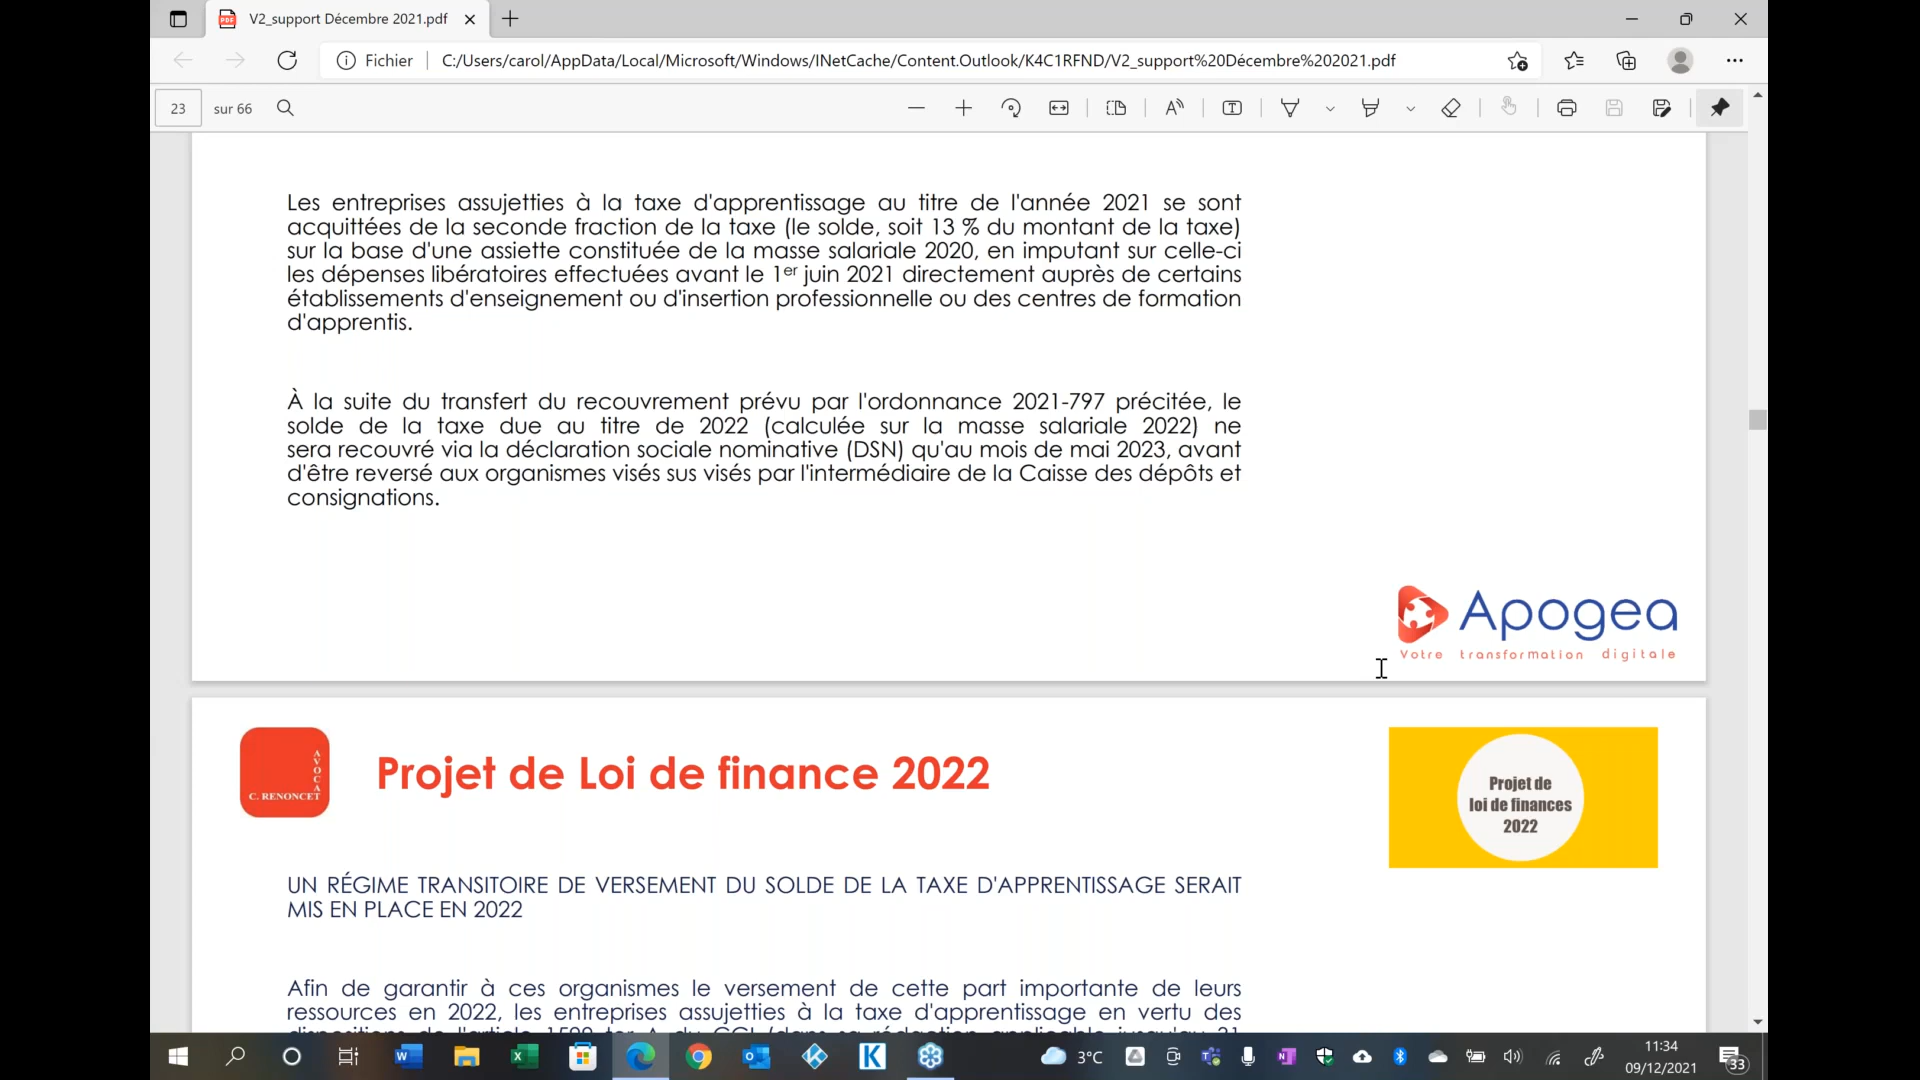 V2_support Décembre 2021.pdf
Fichier
C:/Users/carol/AppData/Local/Microsoft/Windows/INetCache/Content.Outlook/K4C1RFND/V2_support%20Décembre%202021.pdf
23 sur 66
Les entreprises assujetties à la taxe d'apprentissage au titre de l'année 2021 se sont
acquittées de la seconde fraction de la taxe (le solde, soit 13 % du montant de la taxe)
sur la base d'une assiette constituée de la masse salariale 2020, en imputant sur celle-ci
les dépenses libératoires effectuées avant le 1er juin 2021 directement auprès de certains
établissements d'enseignement ou d'insertion professionnelle ou des centres de formation
d'apprentis.
À la suite du transfert du recouvrement prévu par l'ordonnance 2021-797 précitée, le
solde de la taxe due au titre de 2022 (calculée sur la masse salariale 2022) ne
sera recouvré via la déclaration sociale nominative (DSN) qu'au mois de mai 2023, avant
d'être reversé aux organismes visés sus visés par l'intermédiaire de la Caisse des dépôts et
consignations.
Apogea
Votre transformation digitale
AVOCAT
C. RENONCET
Projet de Loi de finance 2022
Projet de
loi de finances
2022
UN RÉGIME TRANSITOIRE DE VERSEMENT DU SOLDE DE LA TAXE D'APPRENTISSAGE SERAIT
MIS EN PLACE EN 2022
Afin de garantir à ces organismes le versement de cette part importante de leurs
ressources en 2022, les entreprises assujetties à la taxe d'apprentissage en vertu des
3°C
11:34
09/12/2021
33